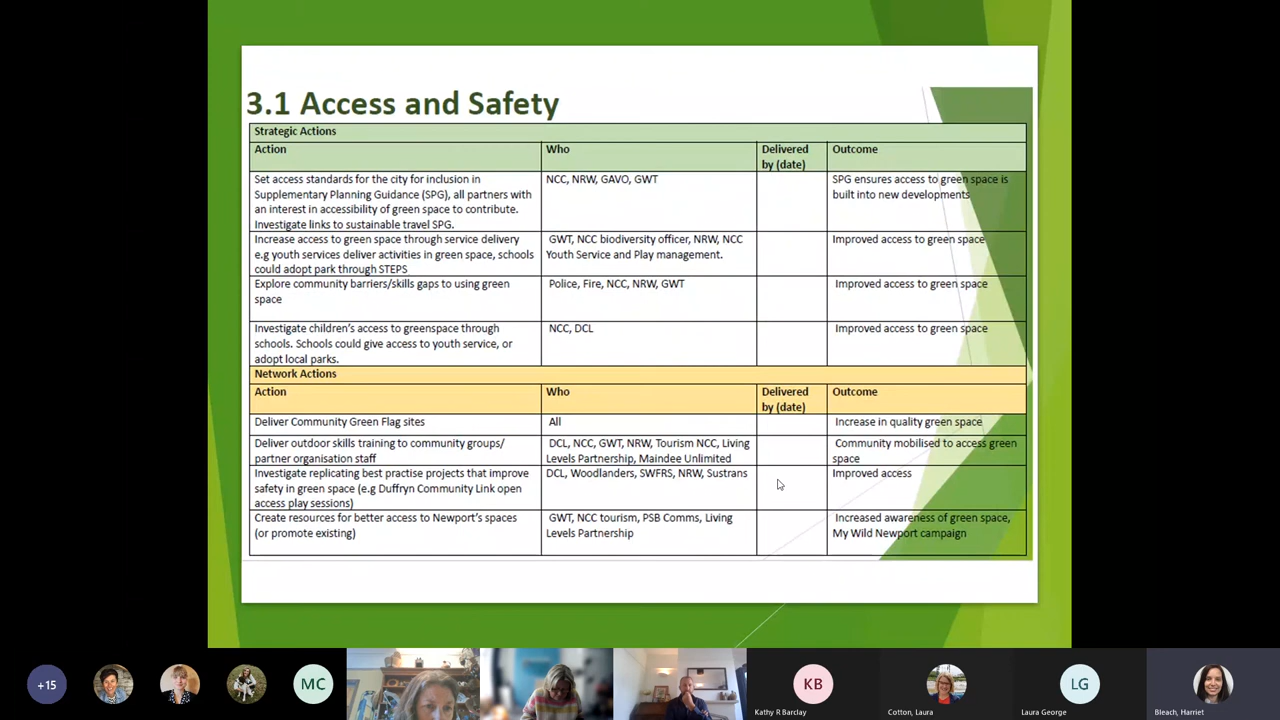 3.1 Access and Safety
Strategic Actions
Action
Who
Delivered
by (date)
Outcome
Set access standards for the city for inclusion in
Supplementary Planning Guidance (SPG), all partners with
an interest in accessibility of green space to contribute.
Investigate links to sustainable travel SPG.
NCC, NRW, GAVO, GWT
SPG ensures access to green space is
built into new developments
Increase access to green space through service delivery
e.g youth services deliver activities in green space, schools
could adopt park through STEPS
GWT, NCC biodiversity officer, NRW, NCC
Youth Service and Play management.
Improved access to green space
Explore community barriers/skills gaps to using green
space
Police, Fire, NCC, NRW, GWT
Improved access to green space
Investigate children's access to greenspace through
schools. Schools could give access to youth service, or
adopt local parks.
NCC, DCL
Improved access to green space
Network Actions
Action
Who
Delivered
by (date)
Outcome
Deliver Community Green Flag sites
All
Increase in quality green space
Deliver outdoor skills training to community groups/
partner organisation staff
DCL, NCC, GWT, NRW, Tourism NCC, Living
Levels Partnership, Maindee Unlimited
Community mobilised to access green
space
Investigate replicating best practise projects that improve
safety in green space (e.g Duffryn Community Link open
access play sessions)
DCL, Woodlanders, SWFRS, NRW, Sustrans
Improved access
Create resources for better access to Newport's spaces
(or promote existing)
GWT, NCC tourism, PSB Comms, Living
Levels Partnership
Increased awareness of green space,
My Wild Newport campaign
+15
MC
KB
Kathy R Barclay
Cotton, Laura
LG
Laura George
Bleach, Harriet